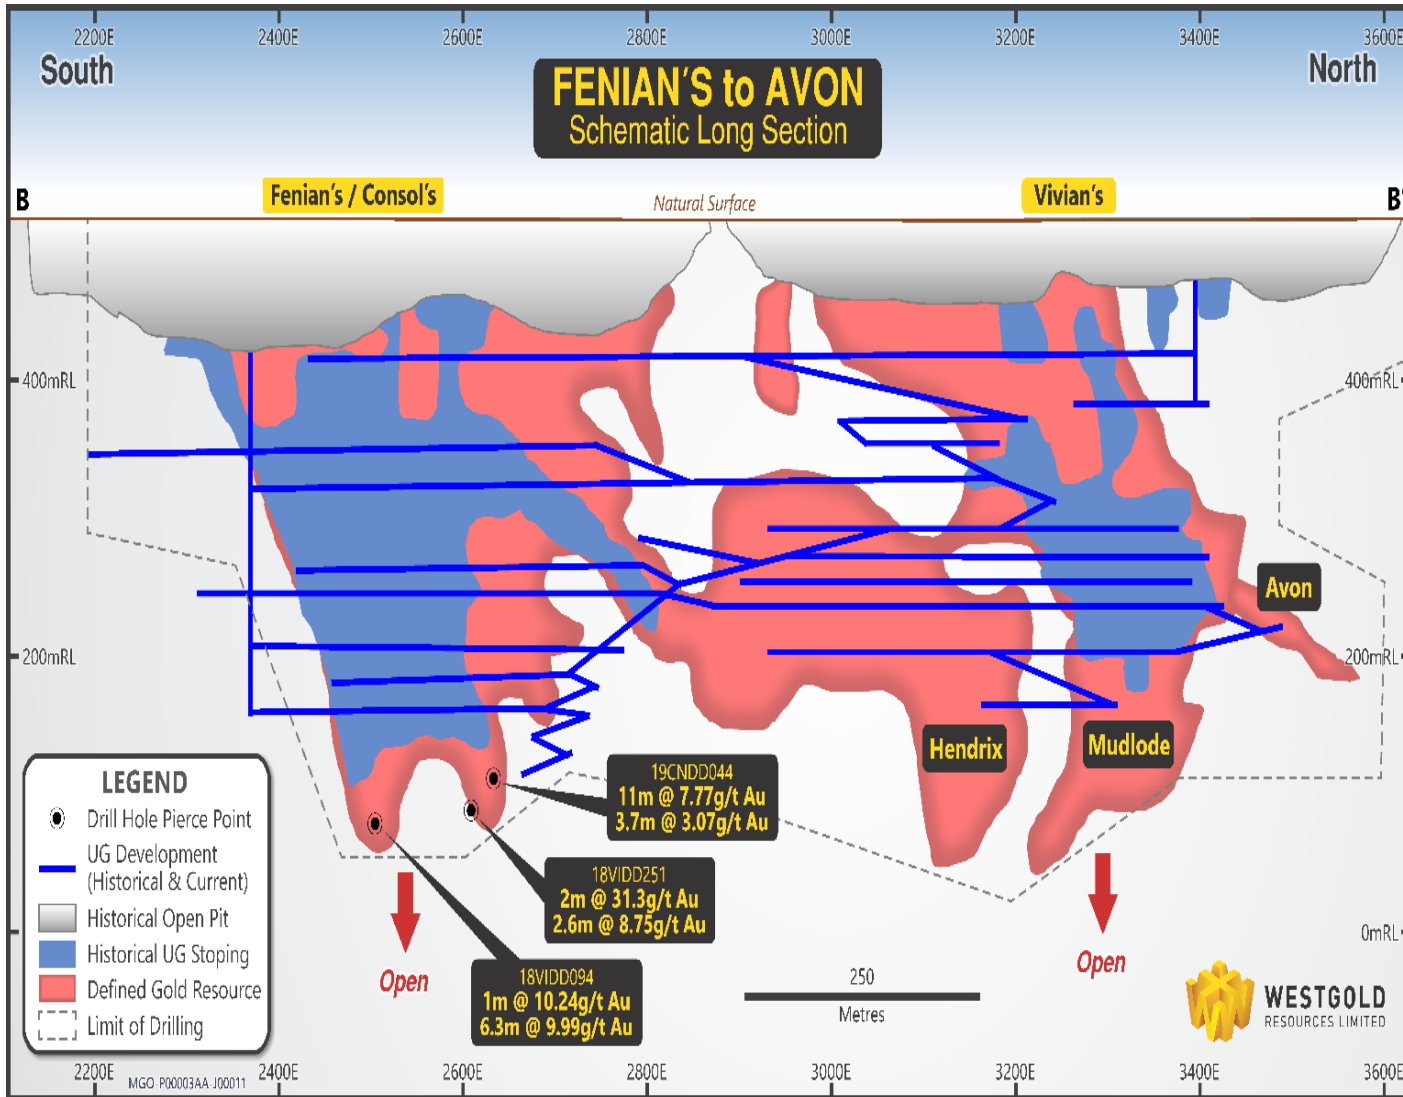 2200E 2400E 2600E 2800E 3000E 3200E 3400E 3600E
South
North
FENIAN'S to AVON
Schematic Long Section
B
Fenian's / Consol's
Natural Surface
Vivian's
B'
400mRL
400mRL
Avon
200mRL
200mRL
Hendrix
Mudlode
19CNDD044
11m @ 7.77g/t Au
3.7m @ 3.07g/t Au
18VIDD251
2m @ 31.3g/t Au
2.6m @ 8.75g/t Au
18VIDD094
1m @ 10.24g/t Au
6.3m @ 9.99g/t Au
LEGEND
Drill Hole Pierce Point
UG Development
(Historical & Current)
Historical Open Pit
Historical UG Stoping
Defined Gold Resource
Limit of Drilling
Open
Open
0mRL
250
Metres
WESTGOLD
RESOURCES LIMITED
2200E 2400E 2600E 2800E 3000E 3200E 3400E 3600E
MGO-P00003AA-J00011